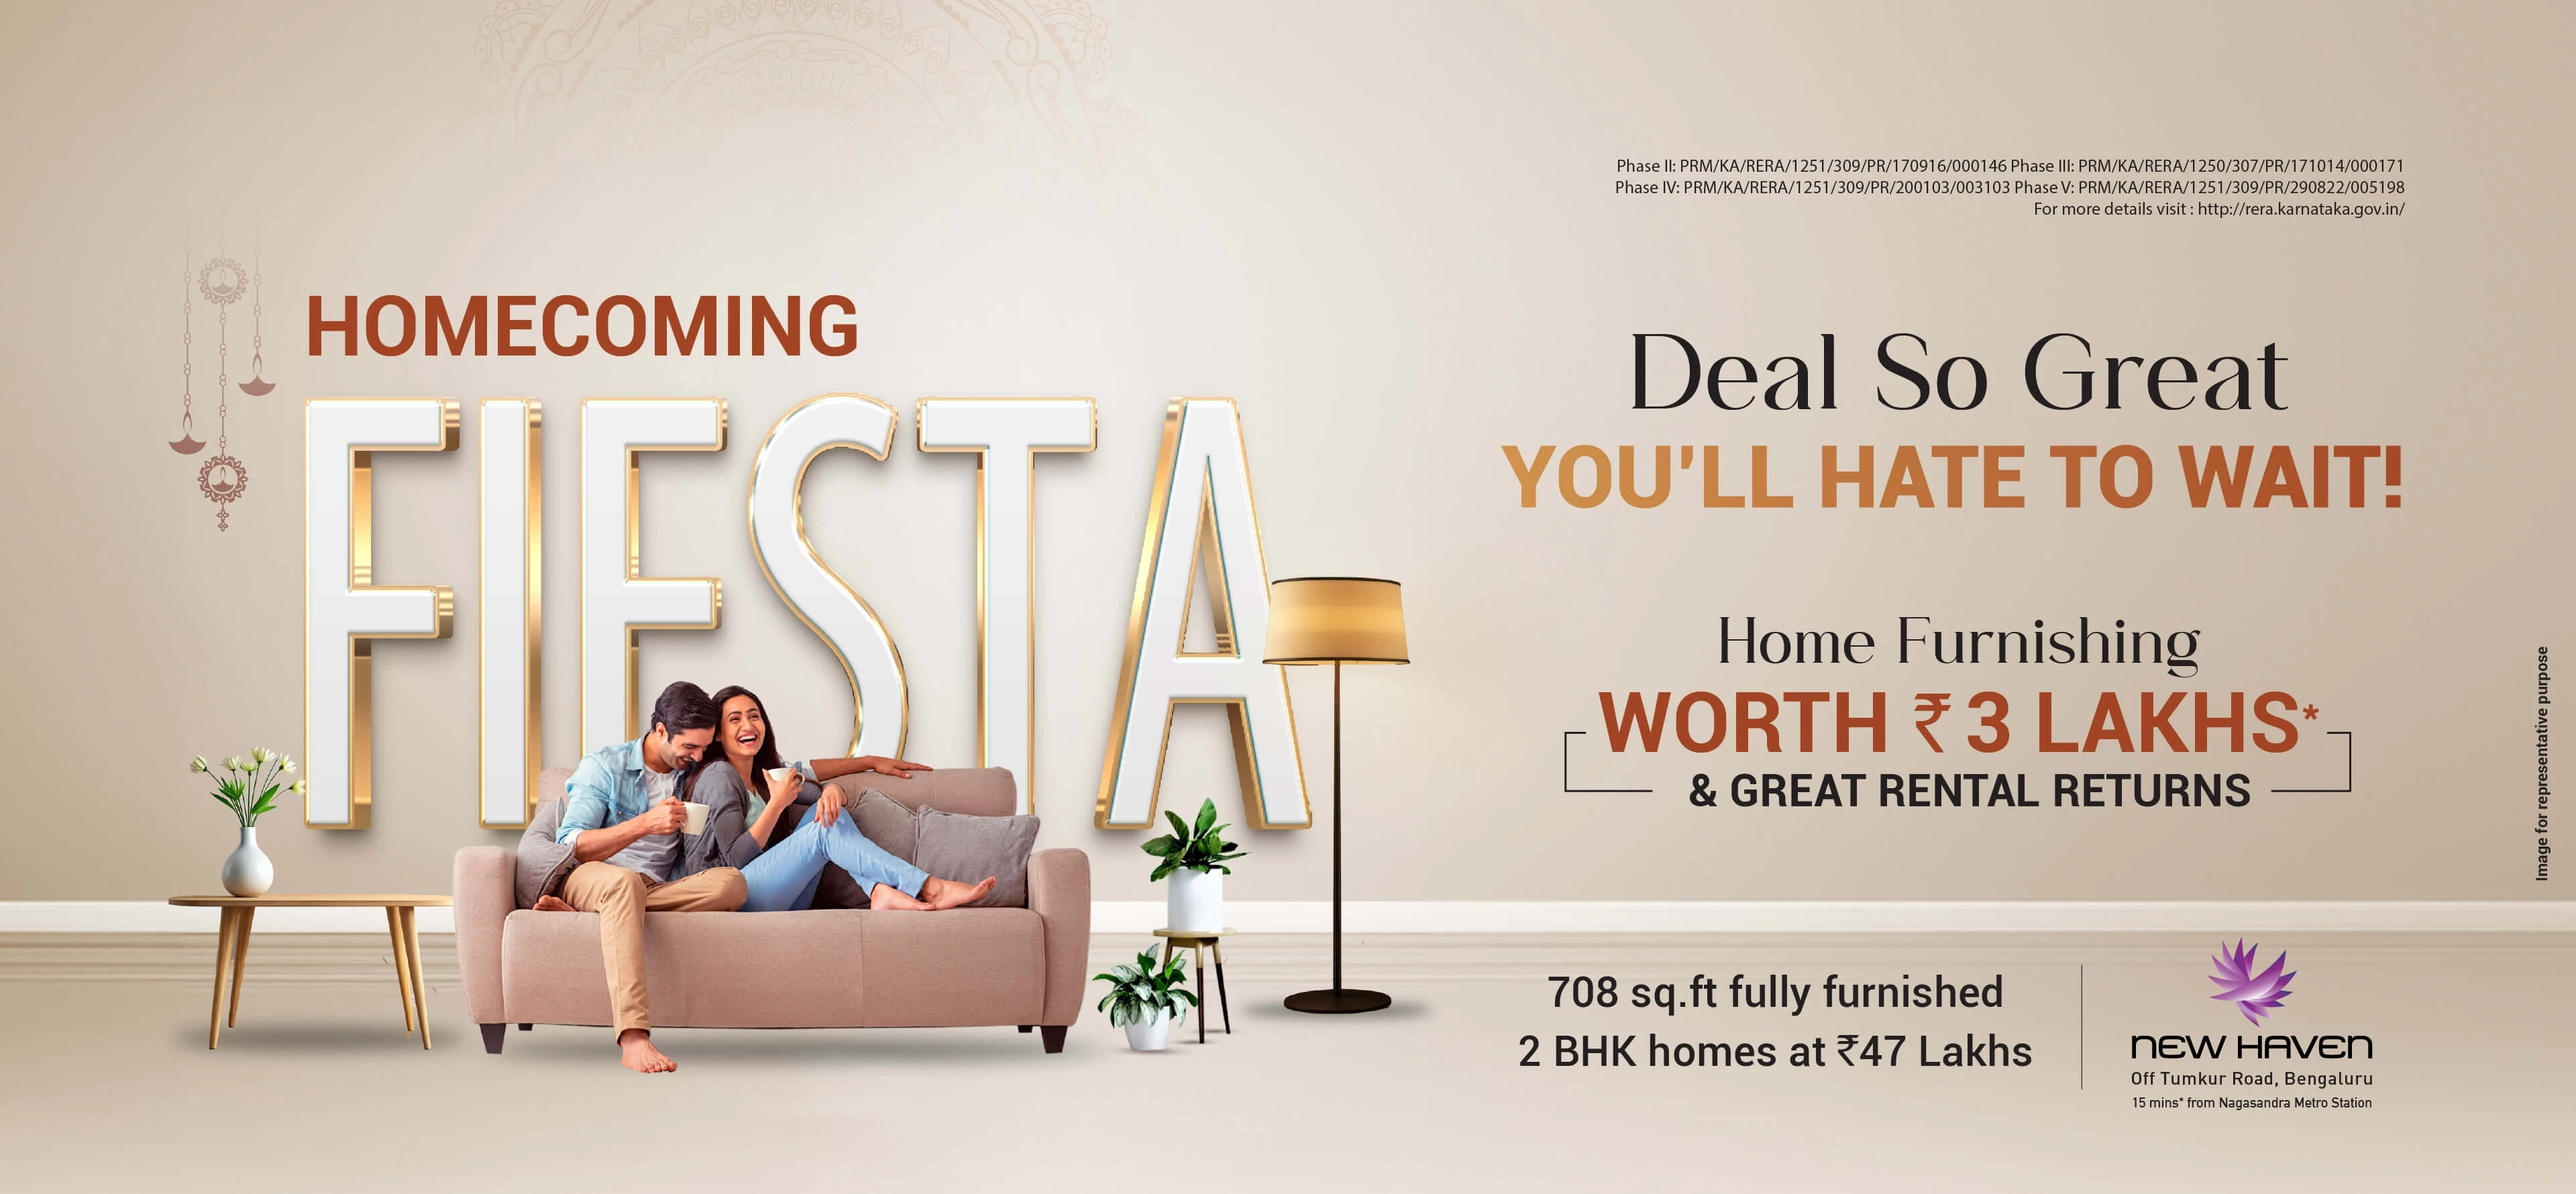 Phase II: PRM/KA/RERA/1251/309/PR/170916/000146 Phase III: PRM/KA/RERA/1250/307/PR/171014/000171
Phase IV: PRM/KA/RERA/1251/309/PR/200103/003103 Phase V: PRM/KA/RERA/1251/309/PR/290822/005198
For more details visit : http://rera.karnataka.gov.in/
HOMECOMING
FIESTA
Deal So Great
YOU'LL HATE TO WAIT!
Home Furnishing
WORTH ₹ 3 LAKHS*
& GREAT RENTAL RETURNS
Image for representative purpose
708 sq.ft fully furnished
2 BHK homes at ₹47 Lakhs
NEW HAVEN
Off Tumkur Road, Bengaluru
15 mins* from Nagasandra Metro Station